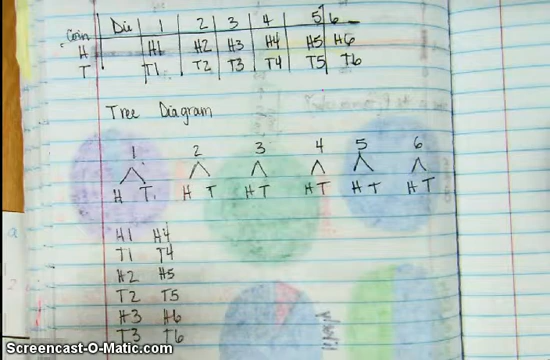 Coin Die 1 2 3 4 5 6
H H1 H2 H3 H4 H5 H6
T T1 T2 T3 T4 T5 T6
Tree Diagram
1 2 3 4 5 6
H T H T H T H T H T H T
H1 H4
T1 T4
H2 H5
T2 T5
H3 H6
T3 T6
Screencast-O-Matic.com